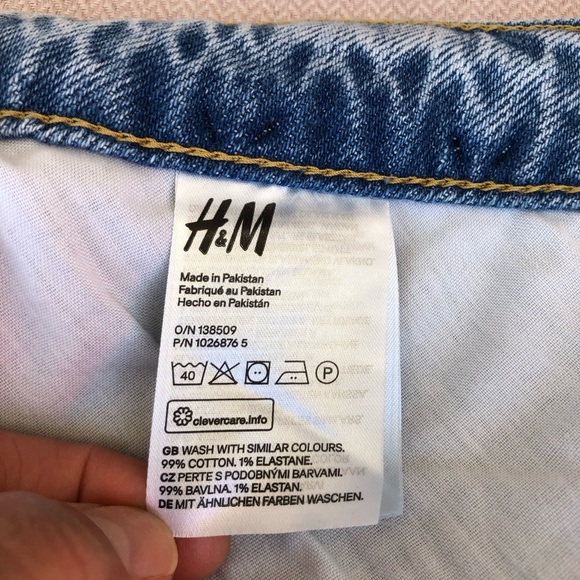 H&M
Made in Pakistan
Fabriqué au Pakistan
Hecho en Pakistán
O/N 138509
P/N 1026876 5
40 P
clevercare.info
GB WASH WITH SIMILAR COLOURS.
99% COTTON. 1% ELASTANE.
CZ PERTE S PODOBNÝMI BARVAMI.
99% BAVLNA. 1% ELASTAN.
DE MIT ÄHNLICHEN FARBEN WASCHEN.